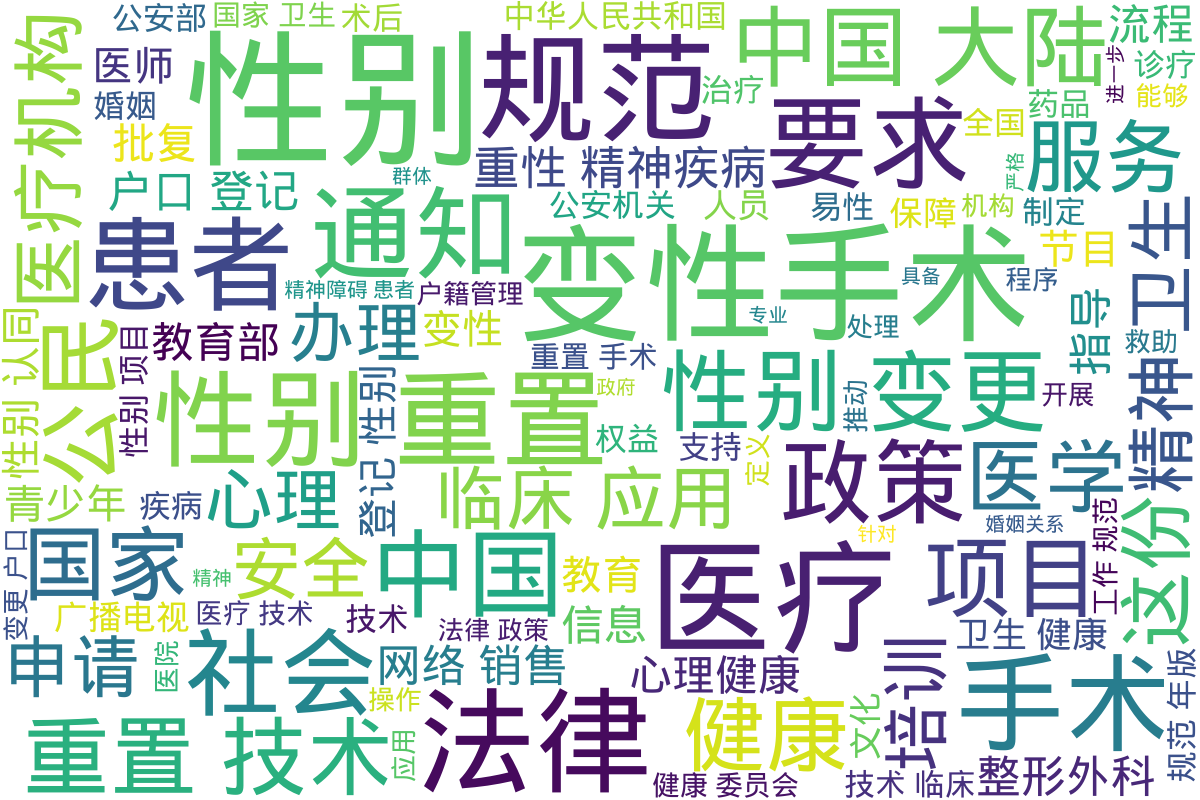 公安部 国家 卫生 术后 中华人民共和国
性别 规范 中国 大陆 流程
医疗机构 医师 治疗 要求 药品 进一步 诊疗
婚姻 能够
批复 重性 精神疾病 全国 服务
户口 登记 群体 严格
患者 通知 公安机关 人员 易性 保障 机构 制定
变性手术 卫生
节目
精神障碍 患者 户籍管理 具备 程序
认同 公民 项目 教育部 办理 变性 专业 处理 指导 救助
重置 手术
性别 性别 重置 政府 性别 变更 推动 开展 精神
性别
登记 性别
权益 支持 定义
青少年 疾病 心理 临床 应用 政策 医学
这份
国家 安全 中国 针对 婚姻关系
变更 户口 精神 教育 医疗 项目 工作 规范
广播电视 医疗 技术 技术 信息
法律 政策 卫生 健康
申请 医院 社会 网络 销售 心理健康 培训 手术 规范 年版
操作
重置 技术 应用 法律 健康 文化
整形外科
健康 委员会 技术 临床